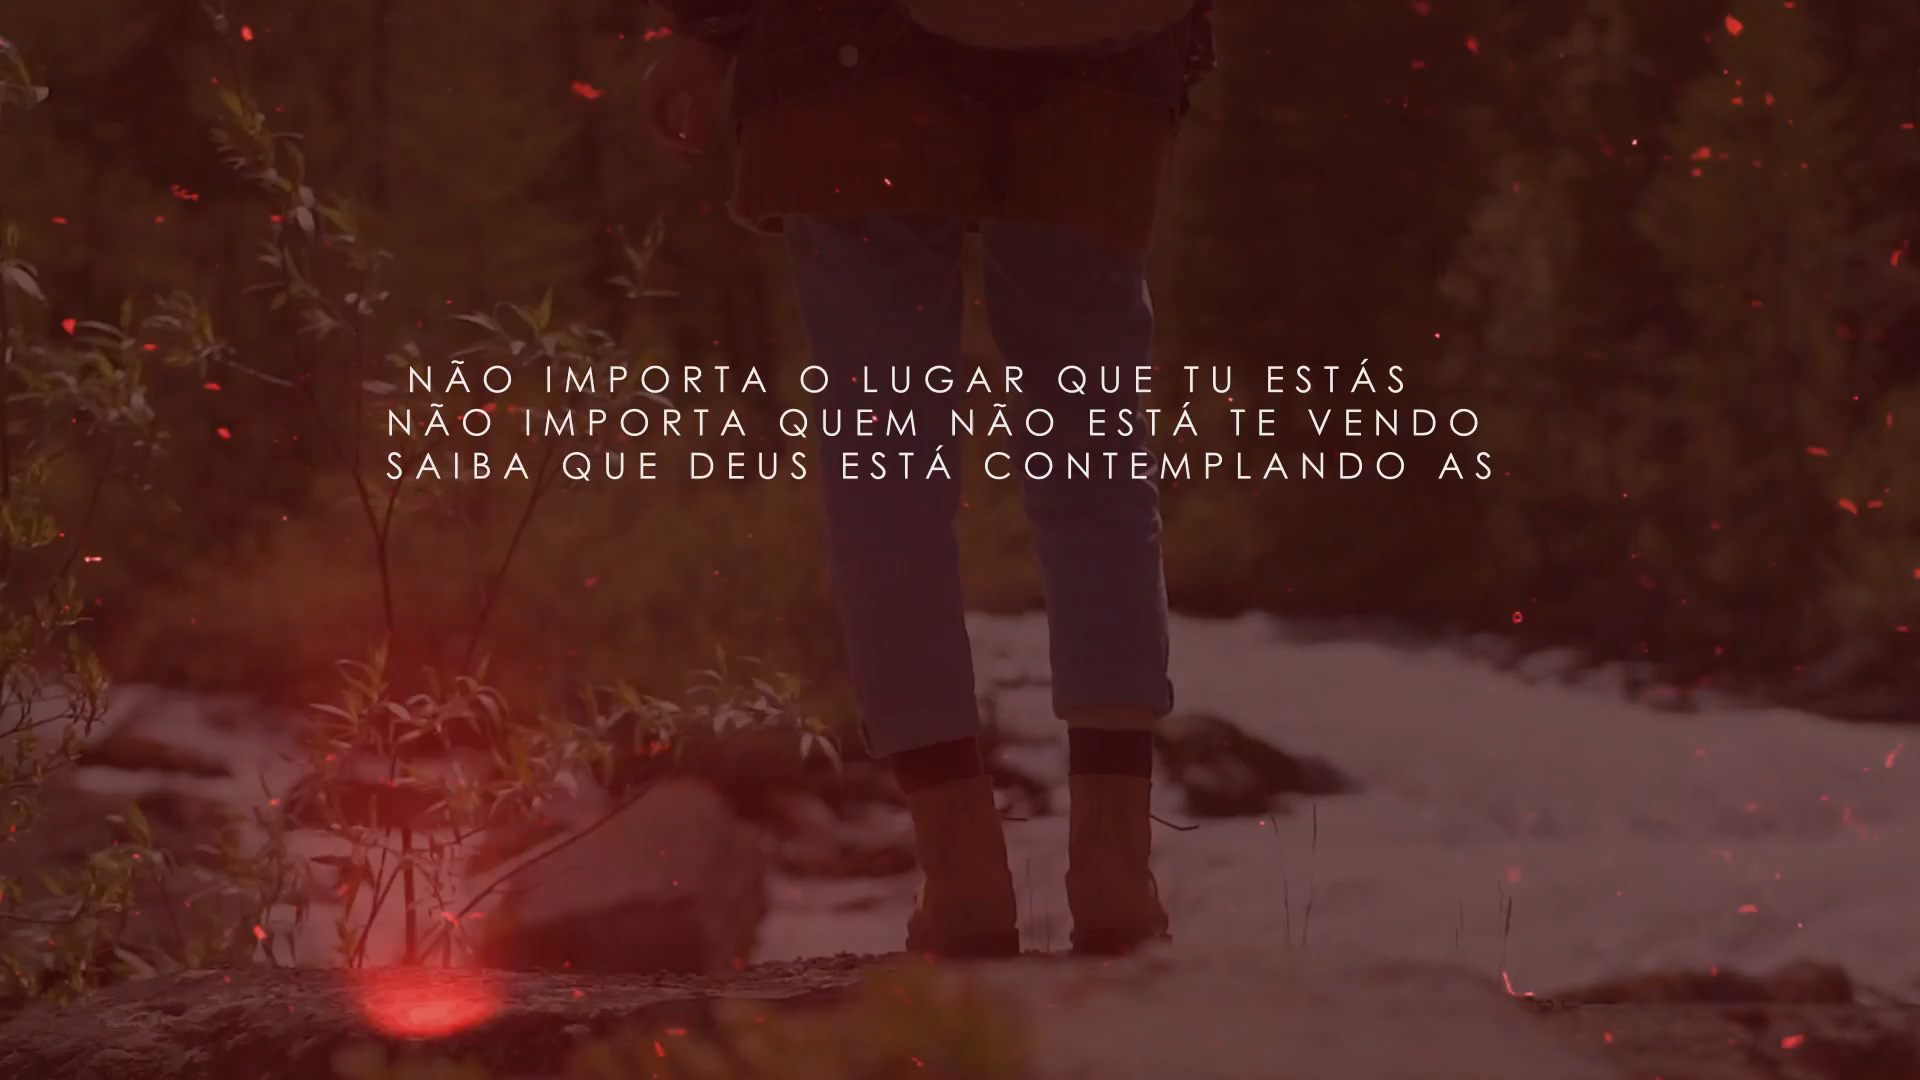 NÃO IMPORTA O LUGAR QUE TU ESTÁS
NÃO IMPORTA QUEM NÃO ESTÁ TE VENDO
SAIBA QUE DEUS ESTÁ CONTEMPLANDO AS